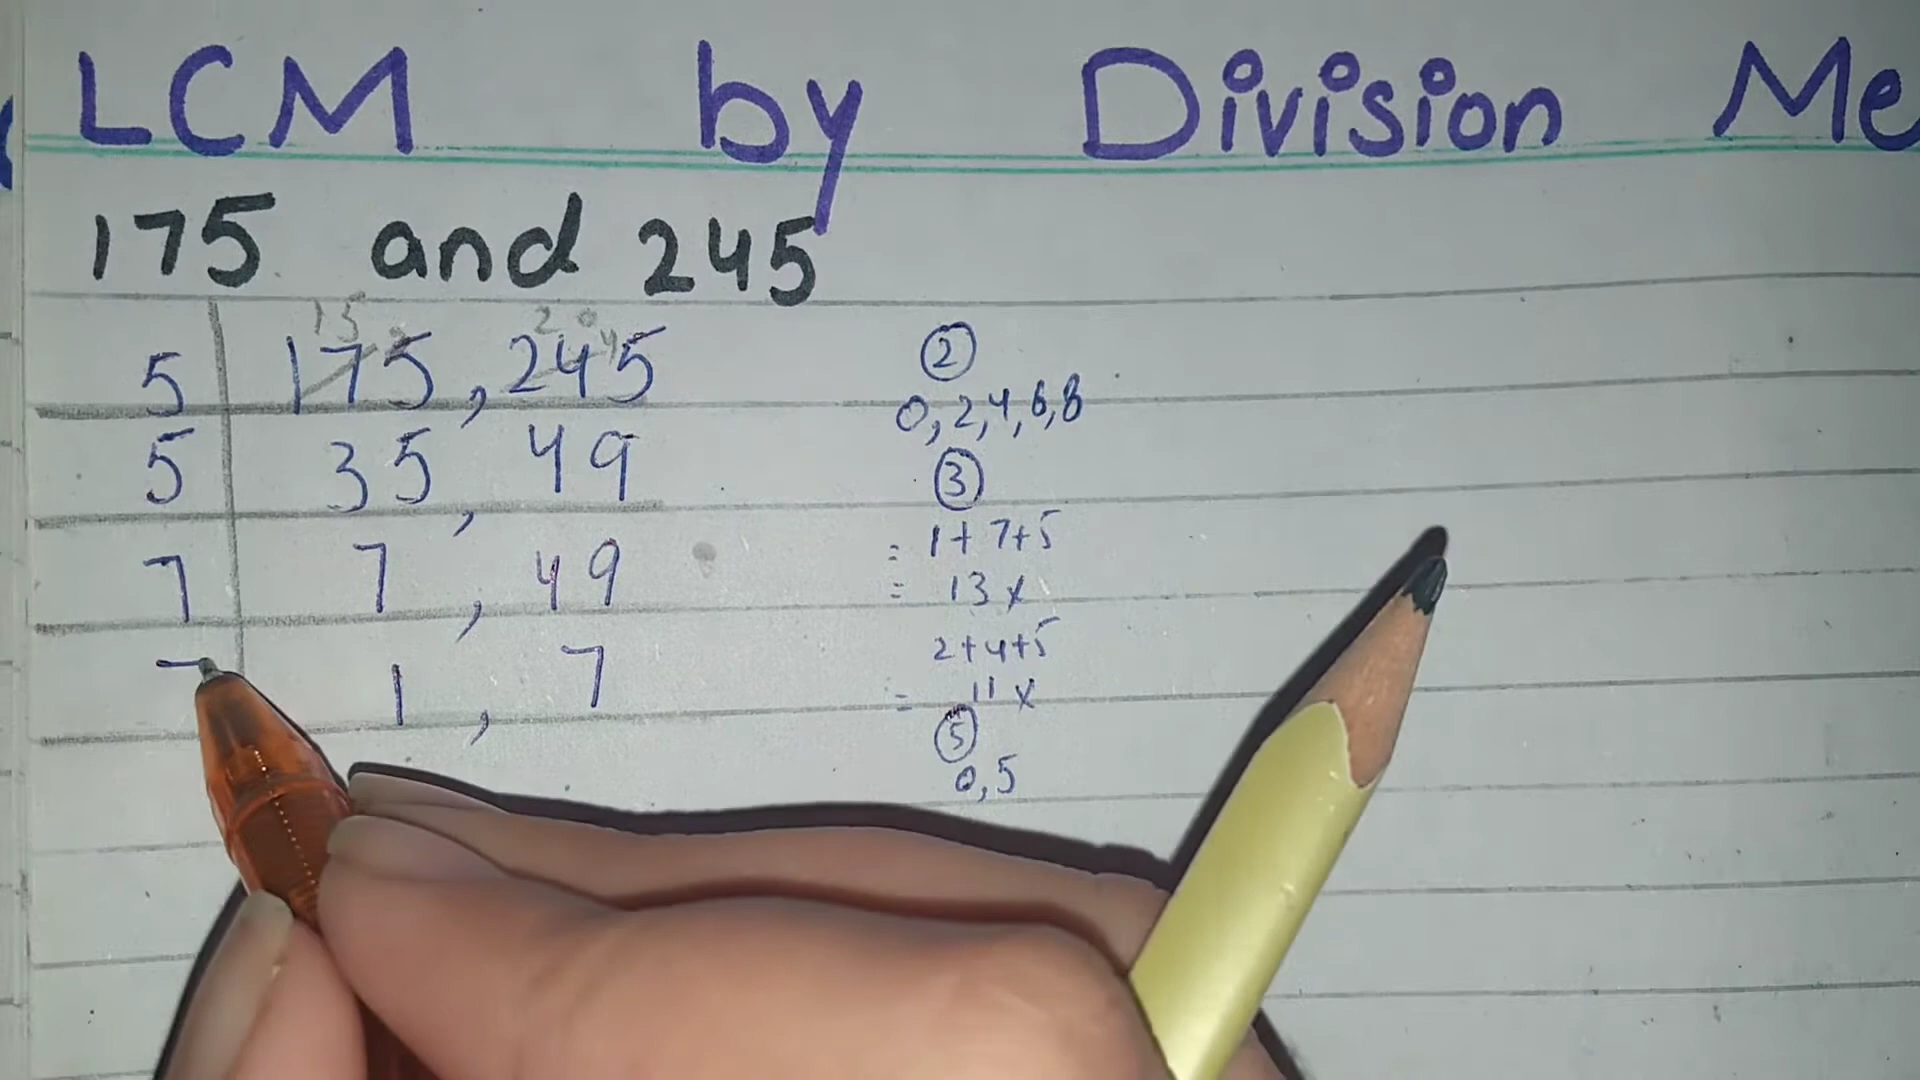 LCM by Division Me
175 and 245
5 175, 245
5 35, 49
7 7, 49
1, 7
2
0, 2, 4, 6, 8
3
= 1+7+5
= 13 x
2+4+5
= 11 x
5
0, 5